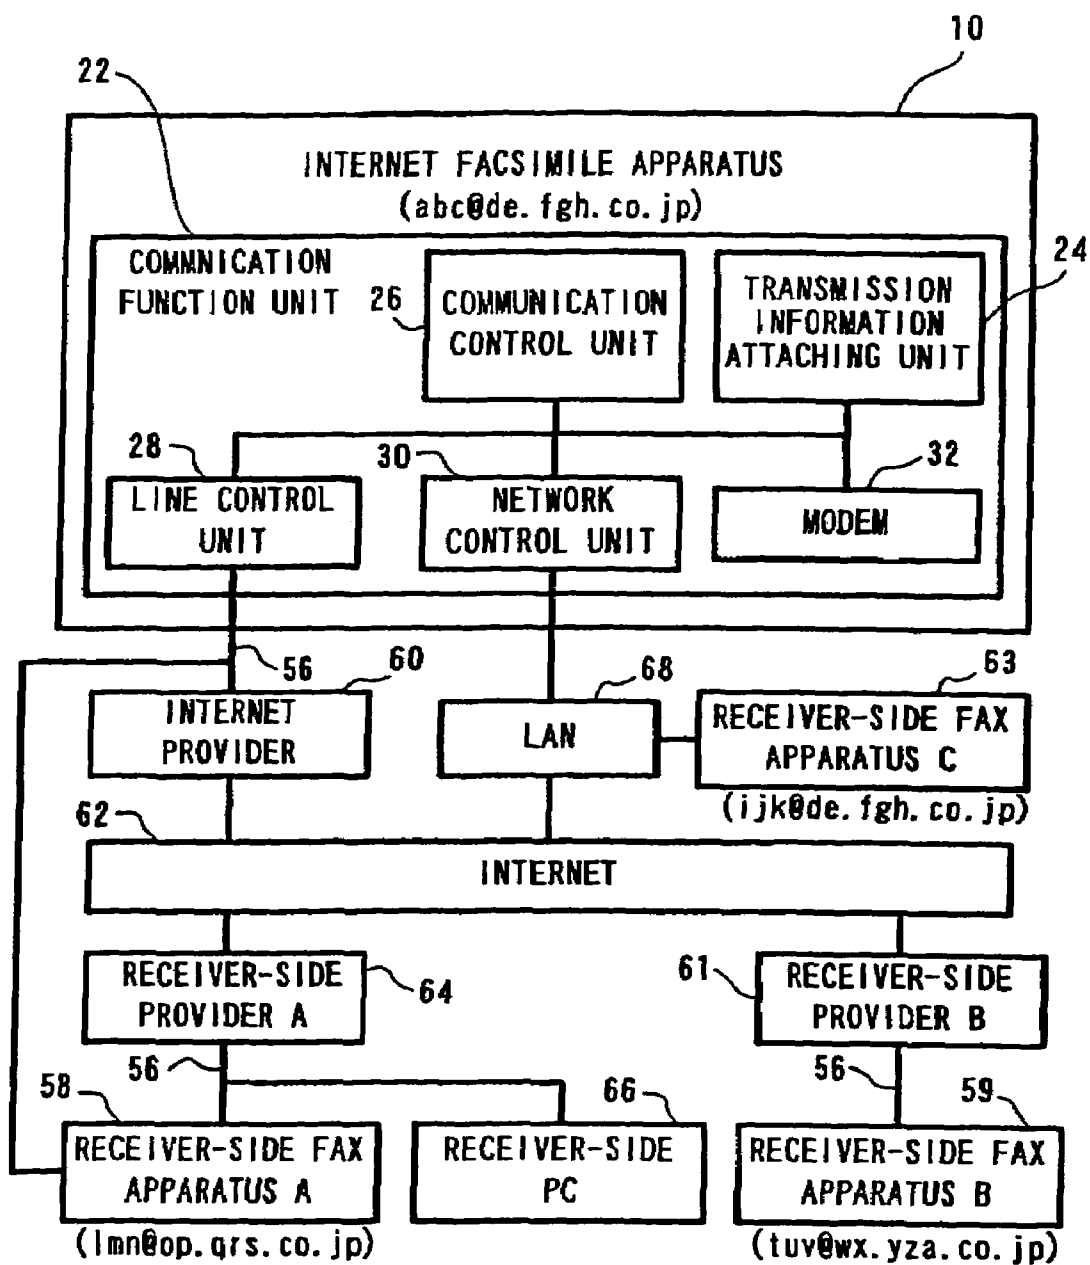 10
22
INTERNET FACSIMILE APPARATUS
(abc@de.fgh.co.jp)
COMMNICATION
FUNCTION UNIT
26
COMMUNICATION
CONTROL UNIT
TRANSMISSION
INFORMATION
ATTACHING UNIT
24
28
LINE CONTROL
UNIT
30
NETWORK
CONTROL UNIT
32
MODEM
56
60
INTERNET
PROVIDER
68
LAN
63
RECEIVER-SIDE FAX
APPARATUS C
(ijk@de.fgh.co.jp)
62
INTERNET
RECEIVER-SIDE
PROVIDER A
64
61
RECEIVER-SIDE
PROVIDER B
56
56
58
RECEIVER-SIDE FAX
APPARATUS A
(lmn@op.qrs.co.jp)
66
RECEIVER-SIDE
PC
59
RECEIVER-SIDE FAX
APPARATUS B
(tuv@wx.yza.co.jp)